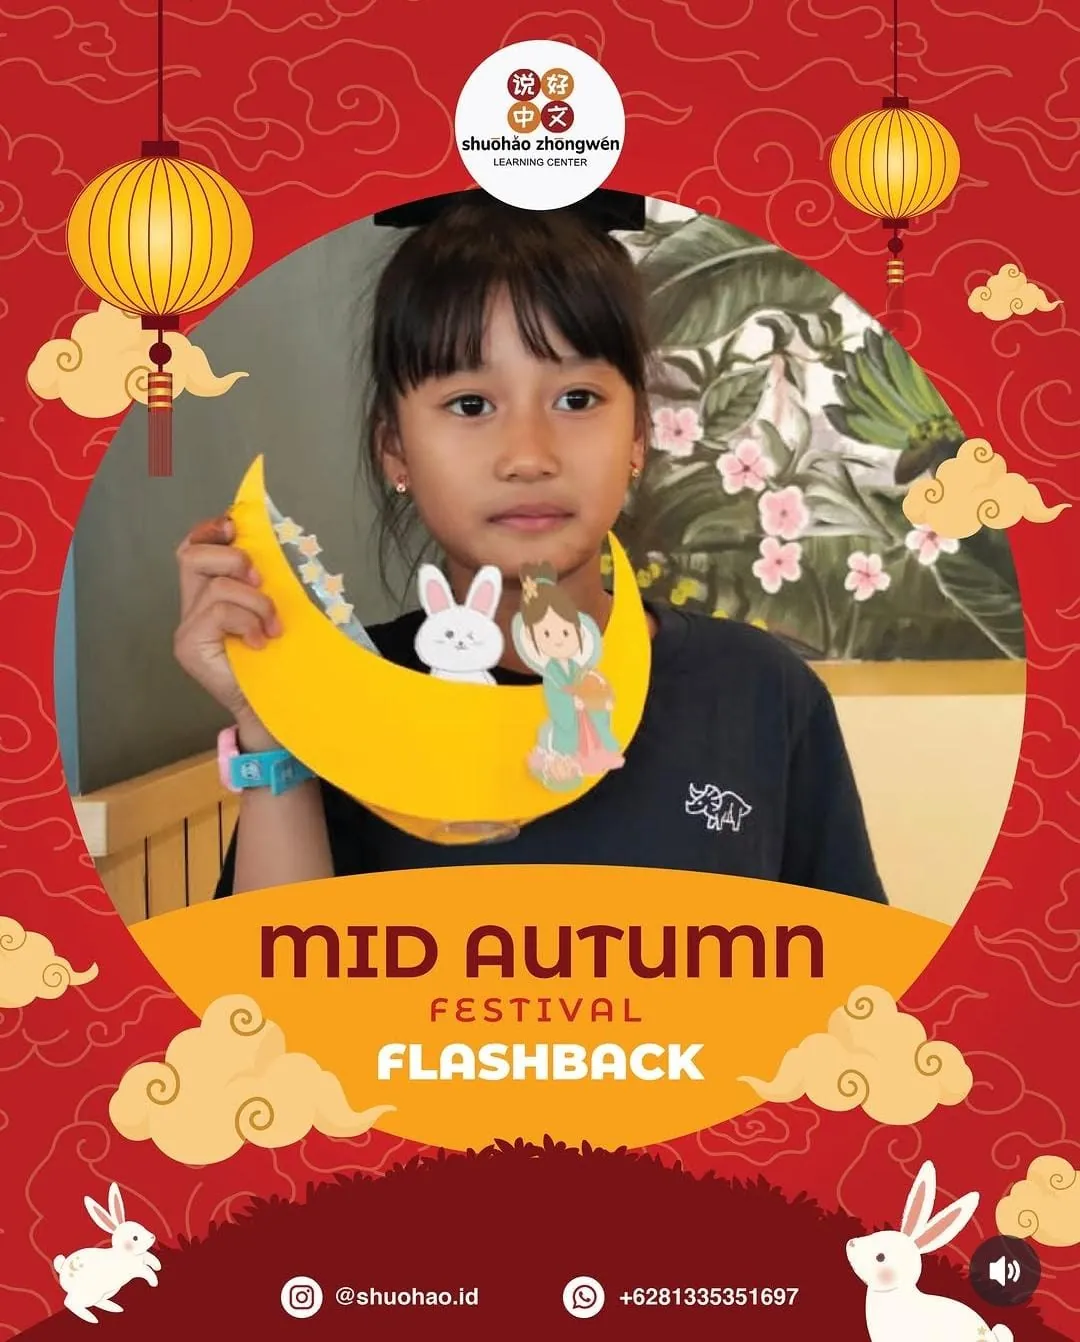 说好
中文
shuōhǎo zhōngwén
LEARNING CENTER
MID AUTUMN
FESTIVAL
FLASHBACK
@shuohao.id
+6281335351697